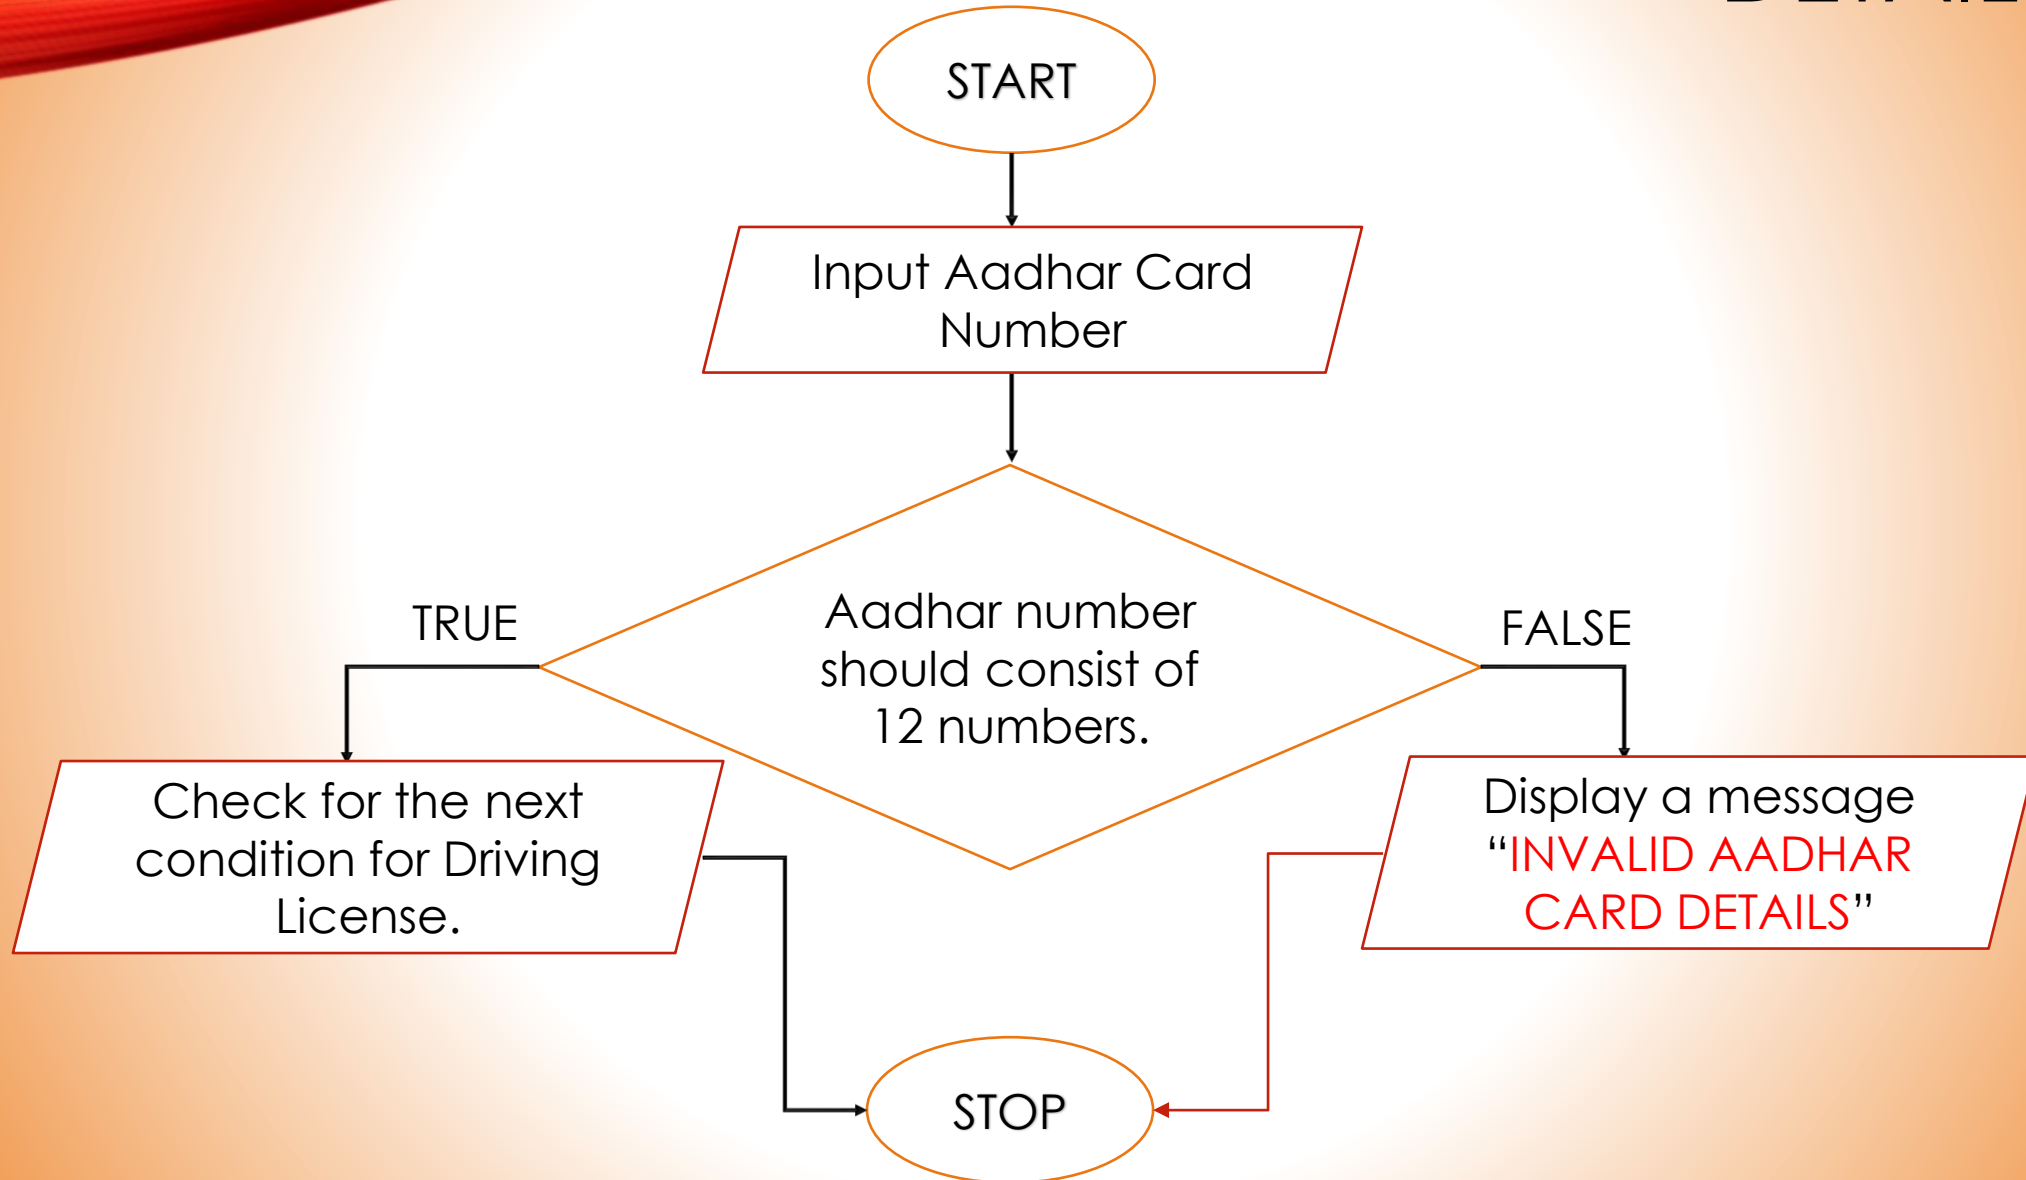 START
Input Aadhar Card
Number
Aadhar number
should consist of
12 numbers.
TRUE
FALSE
Check for the next
condition for Driving
License.
Display a message
“INVALID AADHAR
CARD DETAILS”
STOP